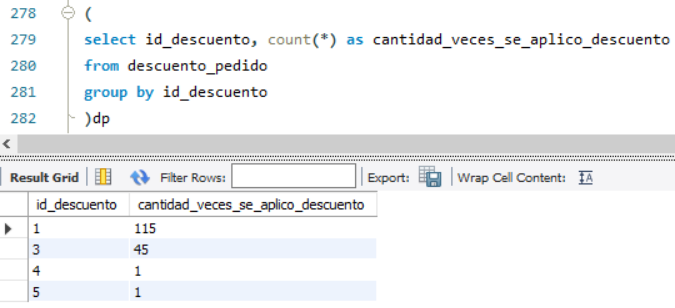 278 (
279 select id_descuento, count(*) as cantidad_veces_se_aplico_descuento
280 from descuento_pedido
281 group by id_descuento
282 )dp
Result Grid Filter Rows: Export: Wrap Cell Content: IA
id_descuento cantidad_veces_se_aplico_descuento
1 115
3 45
4 1
5 1